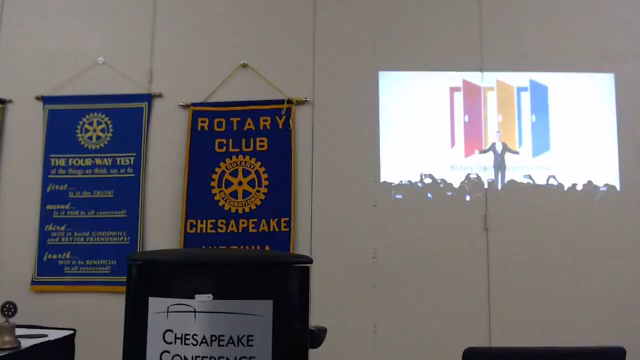 THE FOUR-WAY TEST
of the things we think, say, or do
first...
Is it the TRUTH?
second...
Is it FAIR to all concerned?
third...
Will it build GOODWILL
and BETTER FRIENDSHIPS?
fourth...
Will it be BENEFICIAL
to all concerned?
ROTARY
CLUB
ROTARY
INTERNATIONAL
CHESAPEAKE
VIRGINIA
Rotary
CHESAPEAKE
CONFERENCE